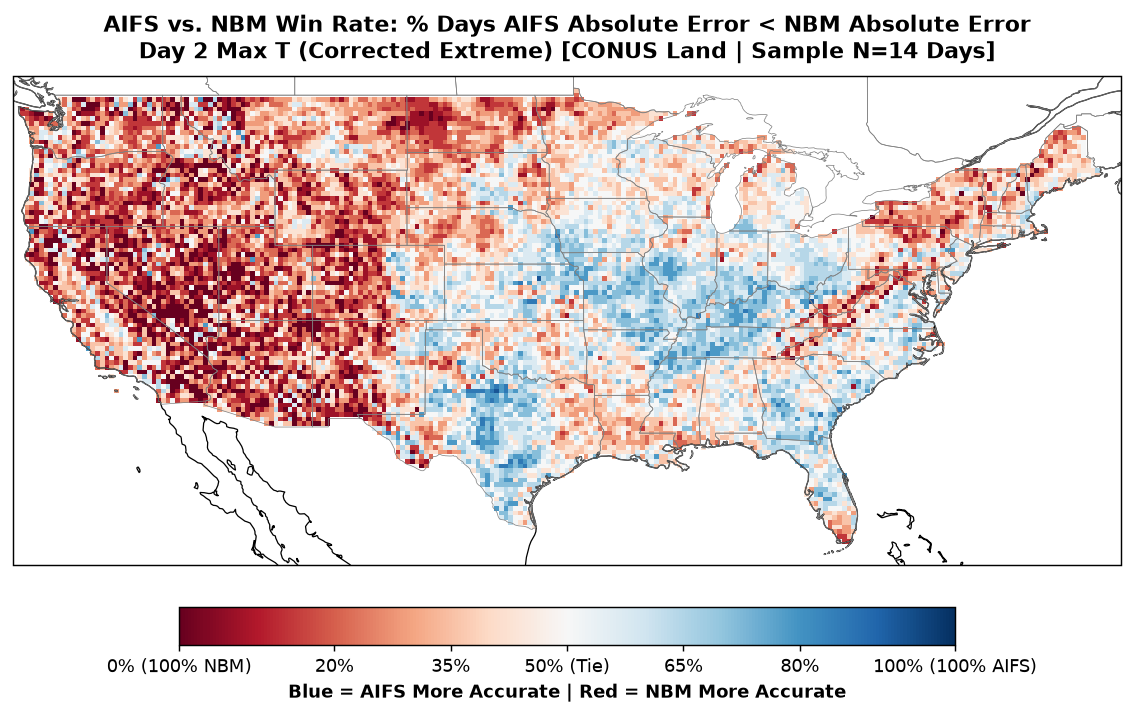 AIFS vs. NBM Win Rate: % Days AIFS Absolute Error < NBM Absolute Error
Day 2 Max T (Corrected Extreme) [CONUS Land | Sample N=14 Days]
0% (100% NBM) 20% 35% 50% (Tie) 65% 80% 100% (100% AIFS)
Blue = AIFS More Accurate | Red = NBM More Accurate